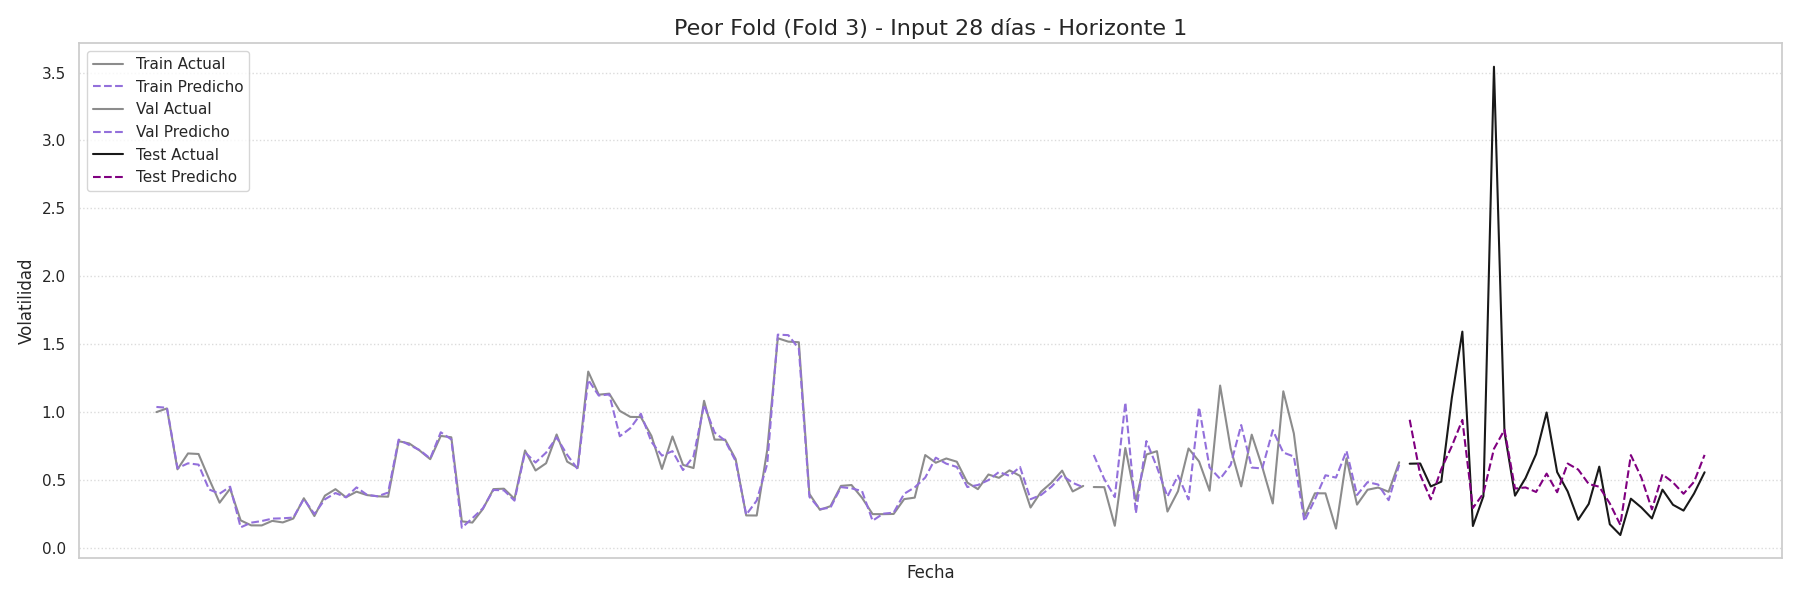 Peor Fold (Fold 3) - Input 28 días - Horizonte 1
Train Actual
Train Predicho
Val Actual
Val Predicho
Test Actual
Test Predicho
3.5
3.0
2.5
2.0
1.5
1.0
0.5
0.0
Volatilidad
Fecha